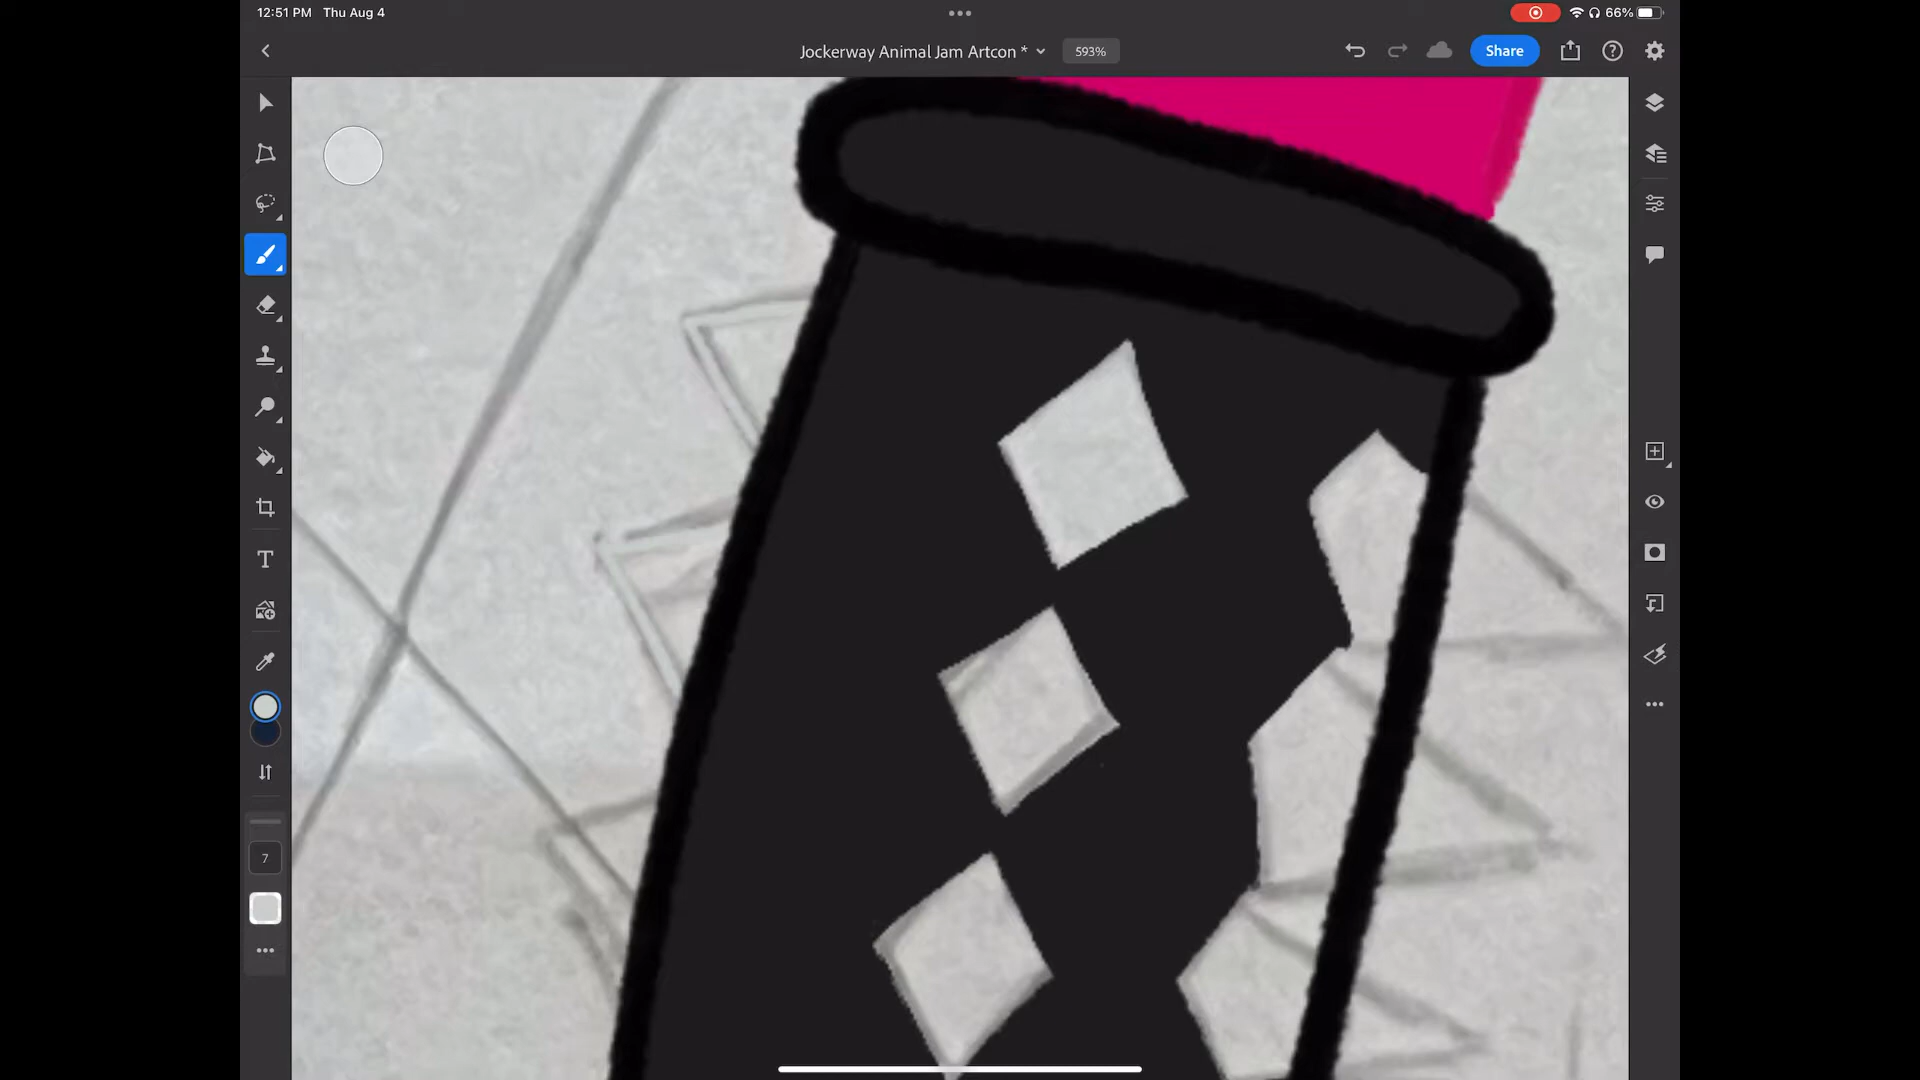 12:51 PM Thu Aug 4
66%
Jockerway Animal Jam Artcon *
593%
Share
T
7